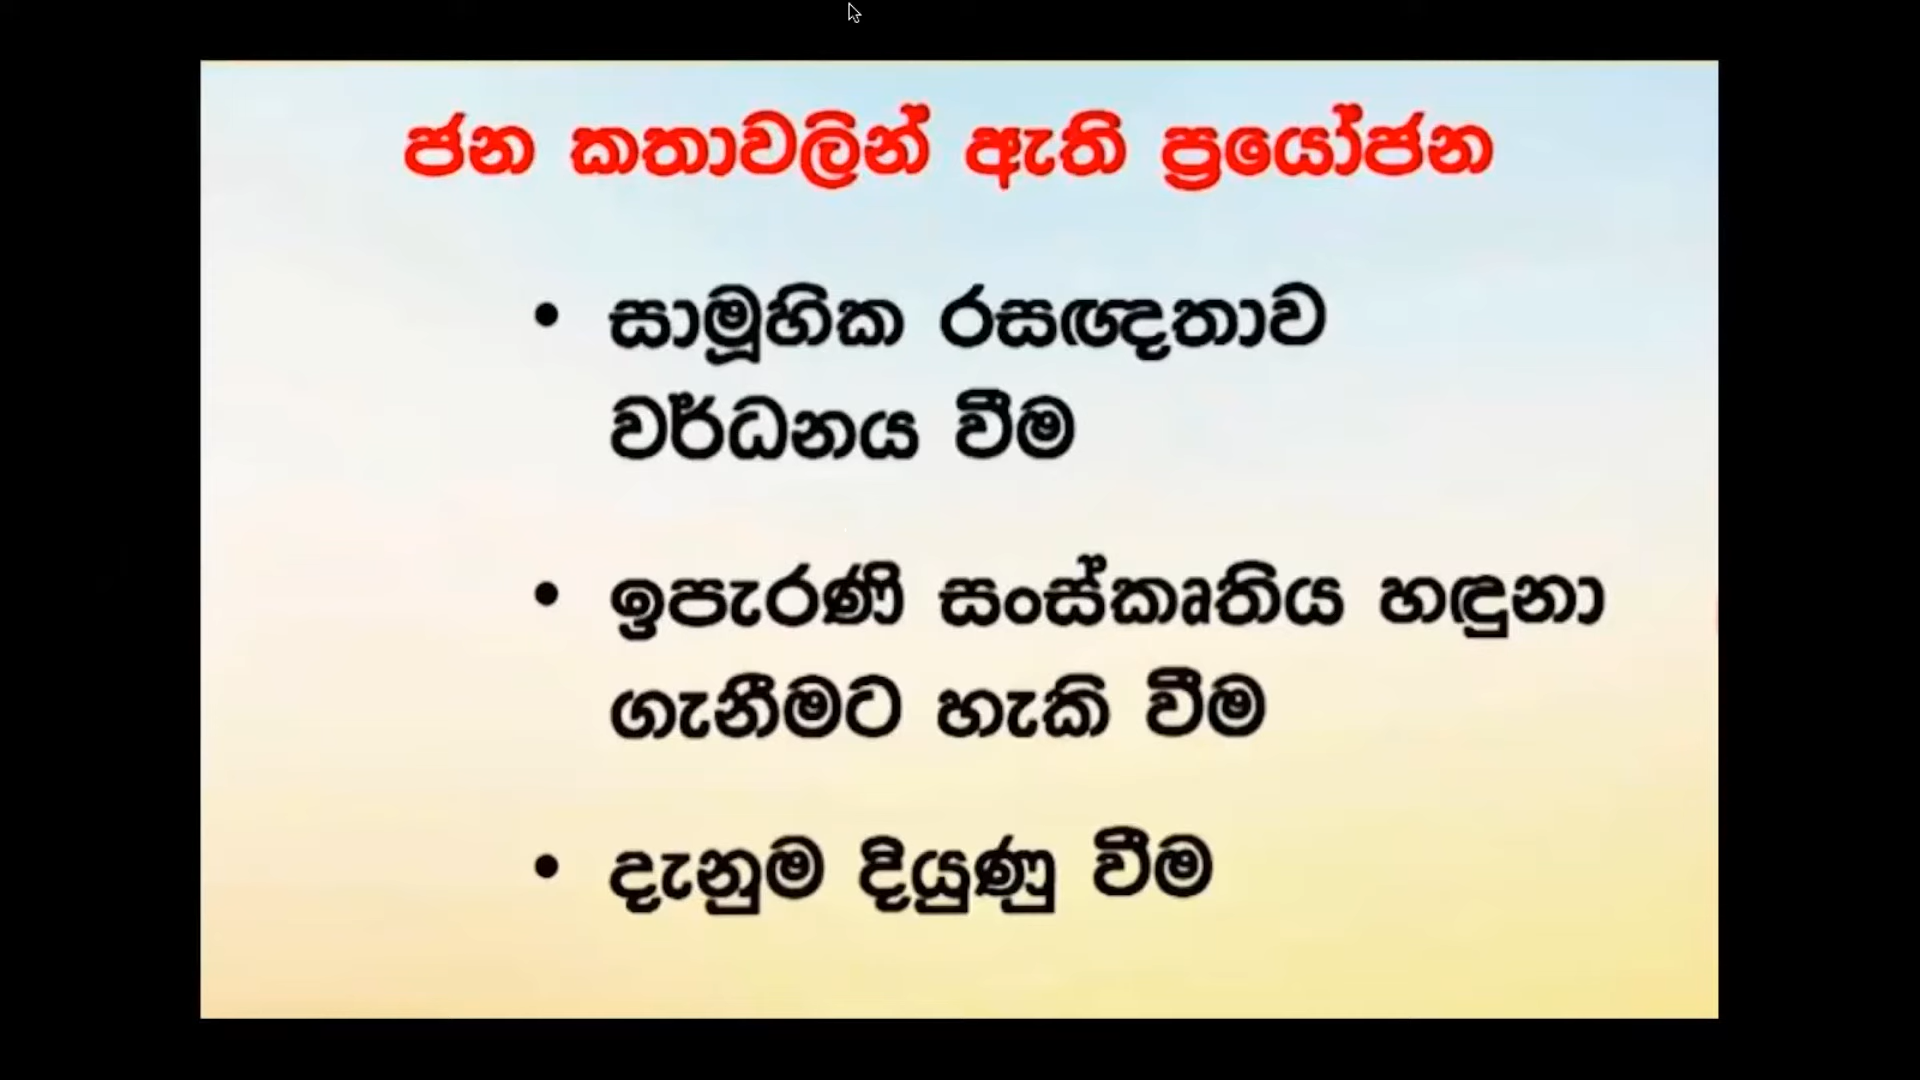 ජන කතාවලින් ඇති ප්‍රයෝජන
• සාමූහික රසඥතාව
වර්ධනය වීම
• ඉපැරණි සංස්කෘතිය හඳුනා
ගැනීමට හැකි වීම
• දැනුම දියුණු වීම